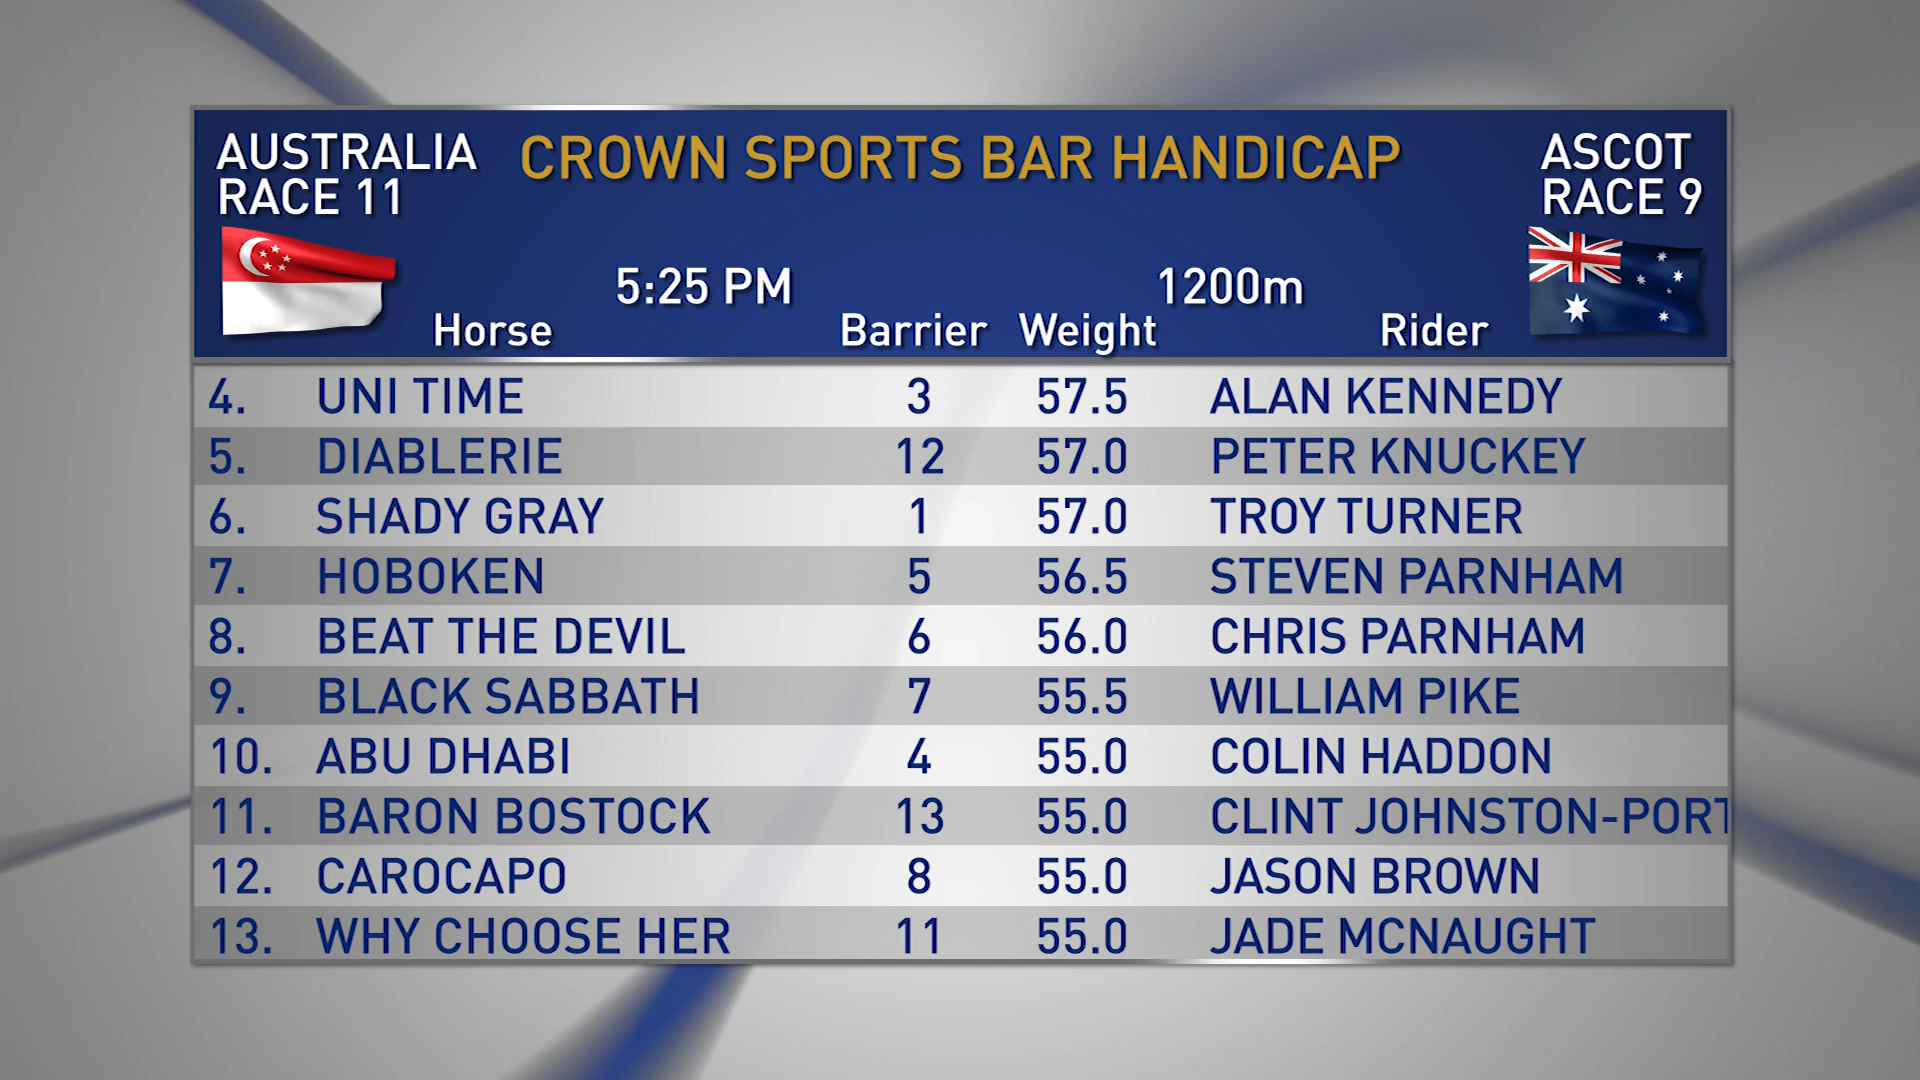 AUSTRALIA
RACE 11
CROWN SPORTS BAR HANDICAP
ASCOT
RACE 9
5:25 PM 1200m
Horse Barrier Weight Rider
4. UNI TIME 3 57.5 ALAN KENNEDY
5. DIABLERIE 12 57.0 PETER KNUCKEY
6. SHADY GRAY 1 57.0 TROY TURNER
7. HOBOKEN 5 56.5 STEVEN PARNHAM
8. BEAT THE DEVIL 6 56.0 CHRIS PARNHAM
9. BLACK SABBATH 7 55.5 WILLIAM PIKE
10. ABU DHABI 4 55.0 COLIN HADDON
11. BARON BOSTOCK 13 55.0 CLINT JOHNSTON-PORT
12. CAROCAPO 8 55.0 JASON BROWN
13. WHY CHOOSE HER 11 55.0 JADE MCNAUGHT